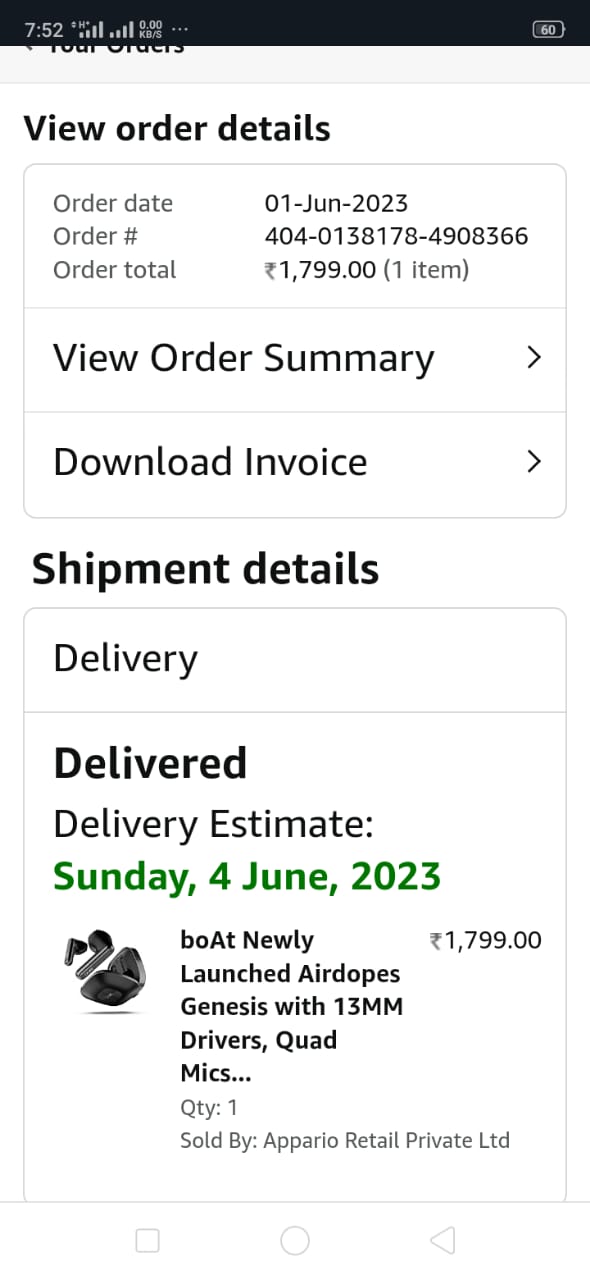 7:52 H+ 0.00 KB/S ... 60
Your Orders
View order details
Order date 01-Jun-2023
Order # 404-0138178-4908366
Order total ₹1,799.00 (1 item)
View Order Summary
Download Invoice
Shipment details
Delivery
Delivered
Delivery Estimate:
Sunday, 4 June, 2023
boAt Newly ₹1,799.00
Launched Airdopes
Genesis with 13MM
Drivers, Quad
Mics...
Qty: 1
Sold By: Appario Retail Private Ltd